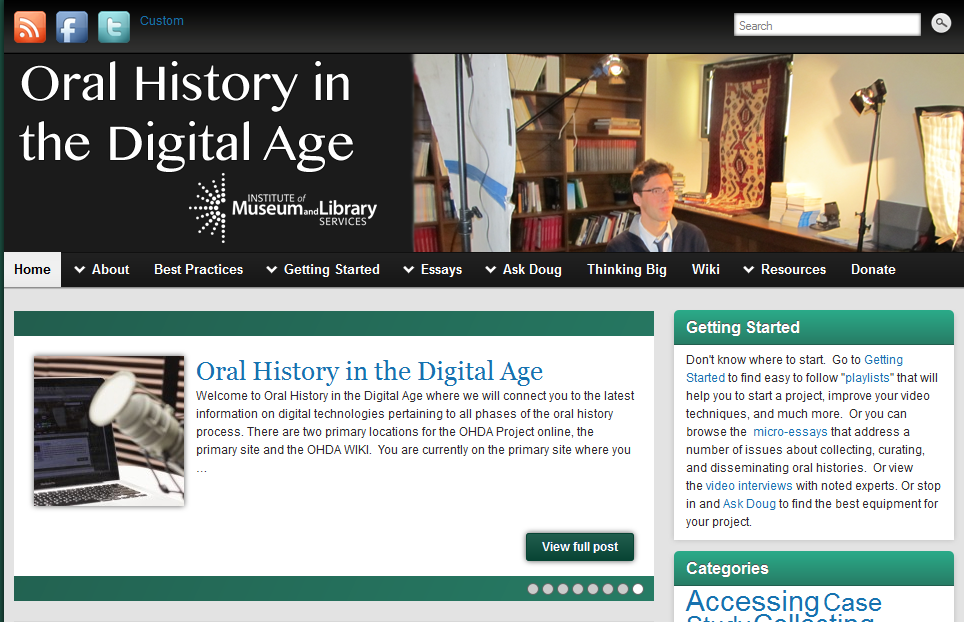 Custom
Search
Oral History in
the Digital Age
INSTITUTE of
Museum and Library
SERVICES
Home
About
Best Practices
Getting Started
Essays
Ask Doug
Thinking Big
Wiki
Resources
Donate
Oral History in the Digital Age
Welcome to Oral History in the Digital Age where we will connect you to the latest
information on digital technologies pertaining to all phases of the oral history
process. There are two primary locations for the OHDA Project online, the
primary site and the OHDA WIKI.  You are currently on the primary site where you
…
View full post
Getting Started
Don't know where to start.  Go to Getting
Started to find easy to follow "playlists" that will
help you to start a project, improve your video
techniques, and much more.  Or you can
browse the  micro-essays that address a
number of issues about collecting, curating,
and disseminating oral histories.  Or view
the video interviews with noted experts. Or stop
in and Ask Doug to find the best equipment for
your project.
Categories
Accessing Case
Study Collecting